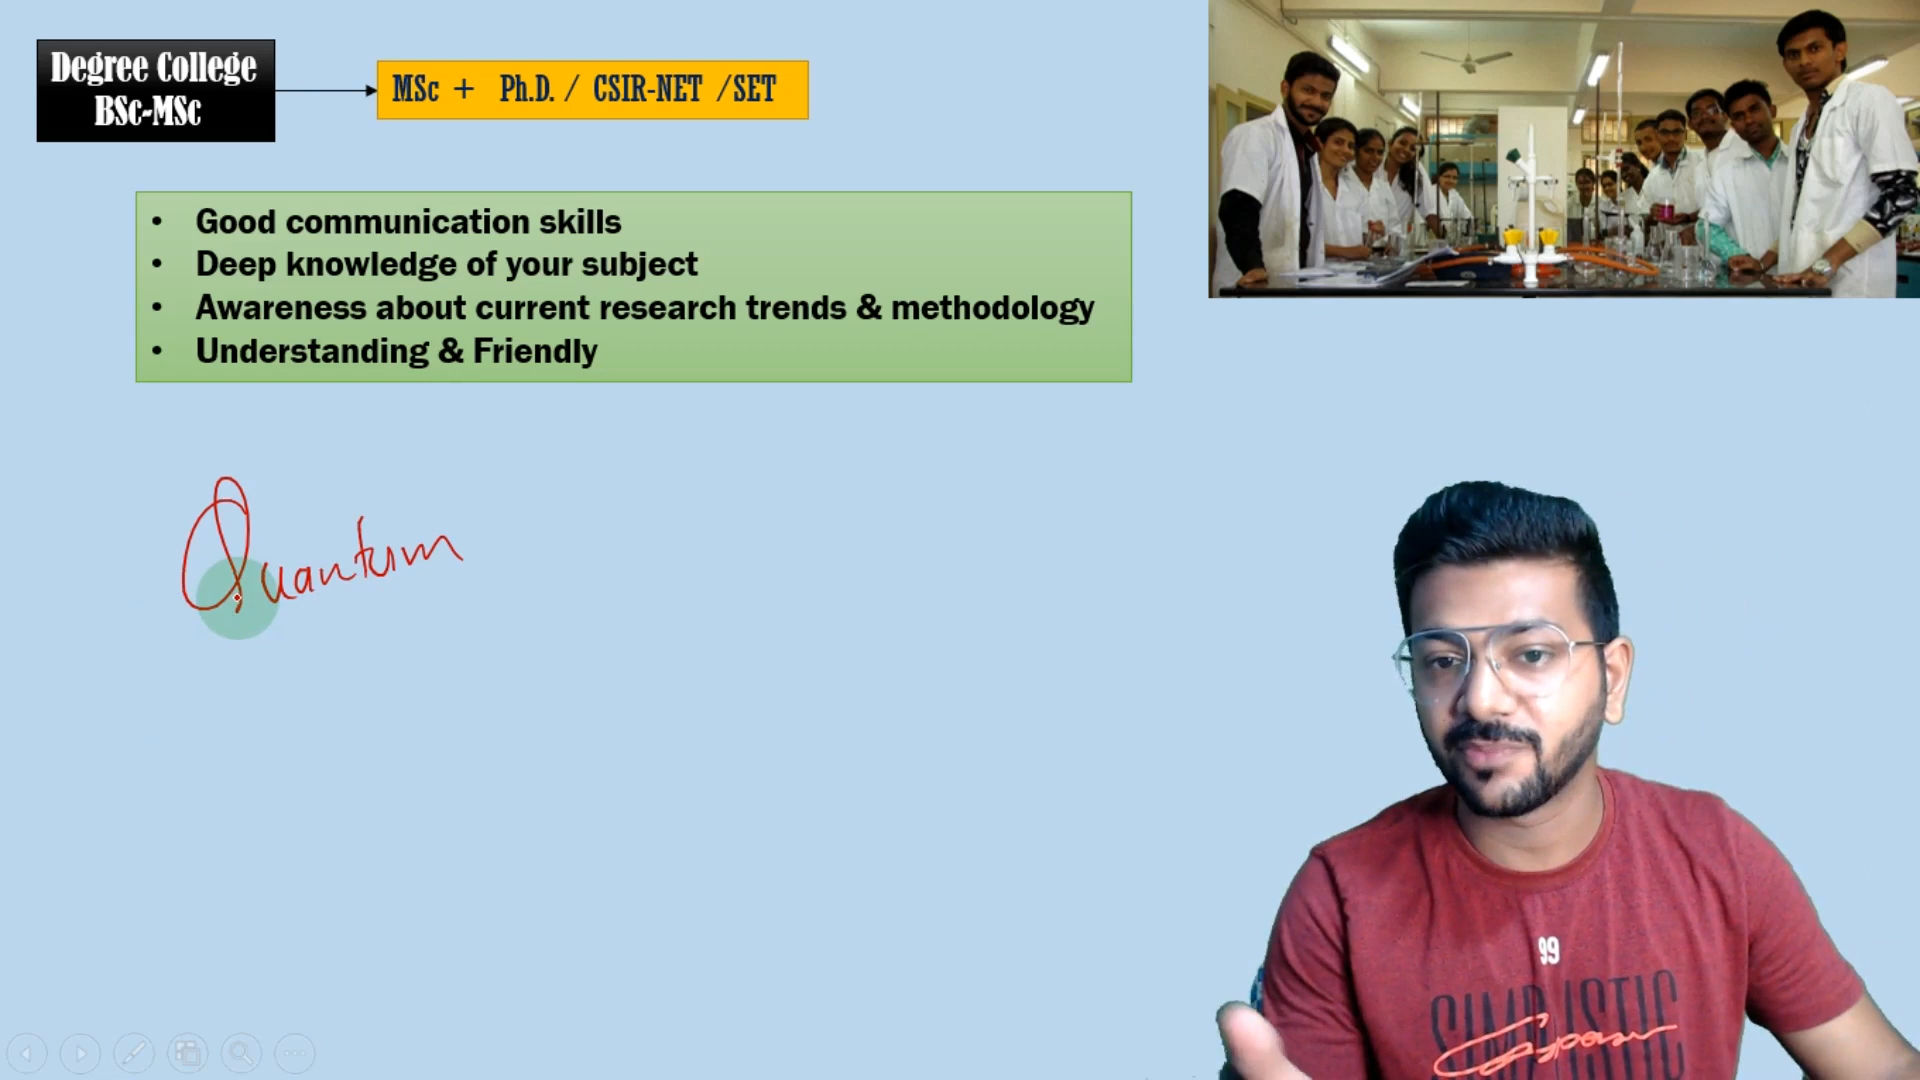 Degree College
BSc-MSc
MSc + Ph.D. / CSIR-NET /SET
• Good communication skills
• Deep knowledge of your subject
• Awareness about current research trends & methodology
• Understanding & Friendly
Quantum
99
SIMPLISTIC